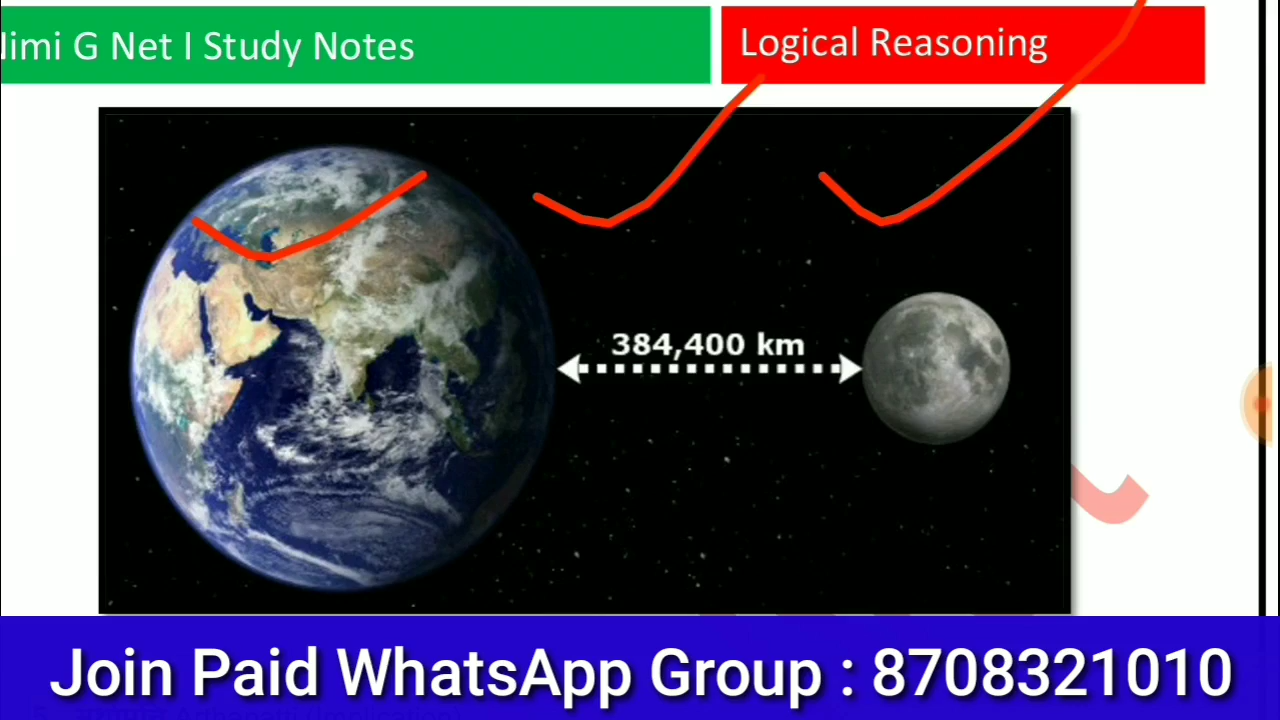 imi G Net l Study Notes
Logical Reasoning
384,400 km
Join Paid WhatsApp Group : 8708321010